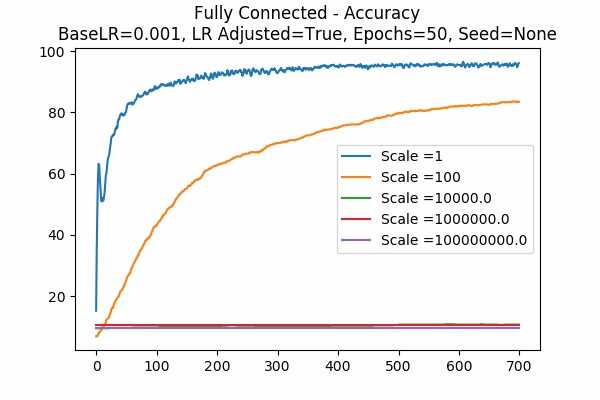 Fully Connected - Accuracy
BaseLR=0.001, LR Adjusted=True, Epochs=50, Seed=None
100
80
60
40
20
Scale =1
Scale =100
Scale =10000.0
Scale =1000000.0
Scale =100000000.0
0 100 200 300 400 500 600 700